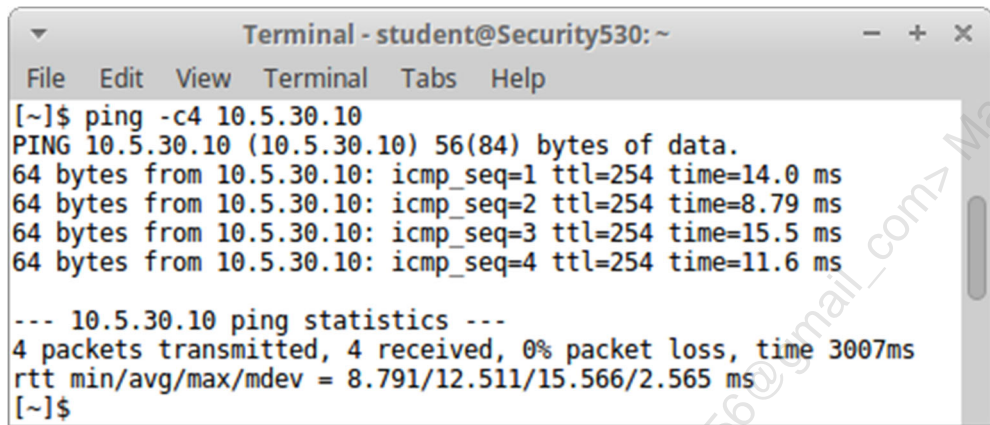 Terminal - student@Security530: ~
File Edit View Terminal Tabs Help
[~]$ ping -c4 10.5.30.10
PING 10.5.30.10 (10.5.30.10) 56(84) bytes of data.
64 bytes from 10.5.30.10: icmp_seq=1 ttl=254 time=14.0 ms
64 bytes from 10.5.30.10: icmp_seq=2 ttl=254 time=8.79 ms
64 bytes from 10.5.30.10: icmp_seq=3 ttl=254 time=15.5 ms
64 bytes from 10.5.30.10: icmp_seq=4 ttl=254 time=11.6 ms
--- 10.5.30.10 ping statistics ---
4 packets transmitted, 4 received, 0% packet loss, time 3007ms
rtt min/avg/max/mdev = 8.791/12.511/15.566/2.565 ms
[~]$
56@gmail_com> Ma